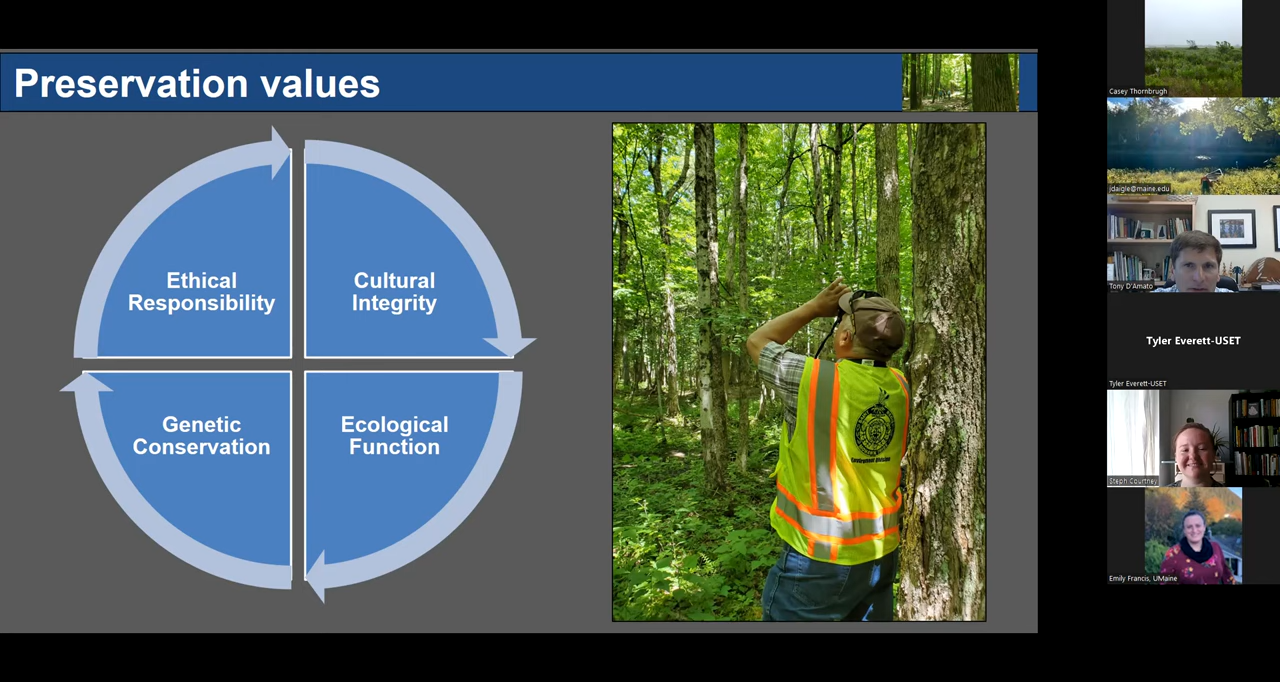 Preservation values
Ethical
Responsibility
Cultural
Integrity
Genetic
Conservation
Ecological
Function
Casey Thornbrugh
jdaigle@maine.edu
Tony D'Amato
Tyler Everett-USET
Tyler Everett-USET
Steph Courtney
Emily Francis, UMaine